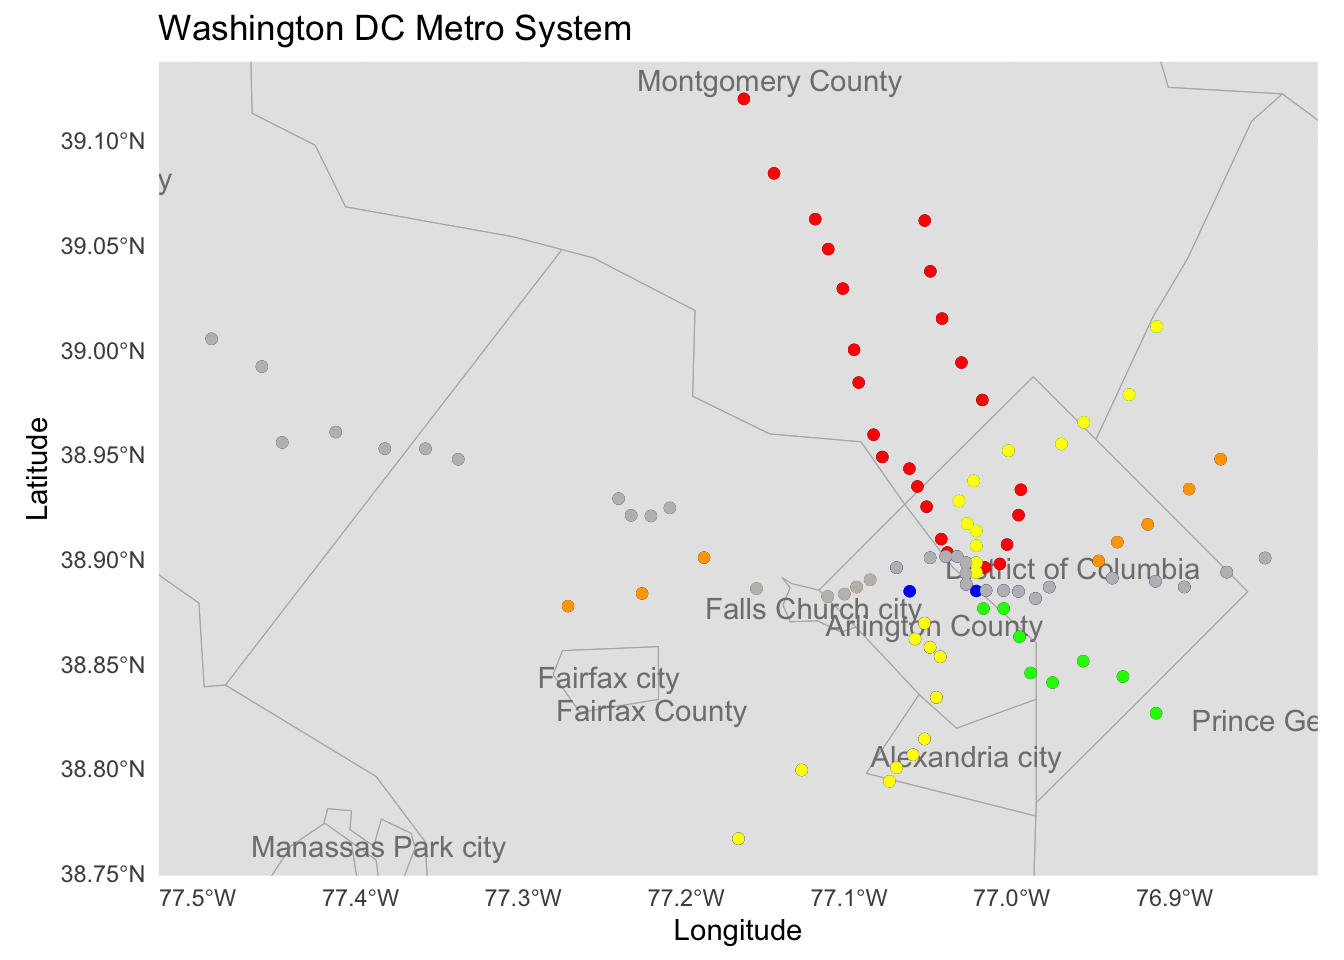 Washington DC Metro System
Montgomery County
39.10°N
y
39.05°N
39.00°N
38.95°N
Latitude
38.90°N
District of Columbia
Falls Church city
Arlington County
38.85°N
Fairfax city
Fairfax County
Prince Ge
38.80°N
Alexandria city
Manassas Park city
38.75°N
77.5°W 77.4°W 77.3°W 77.2°W 77.1°W 77.0°W 76.9°W
Longitude